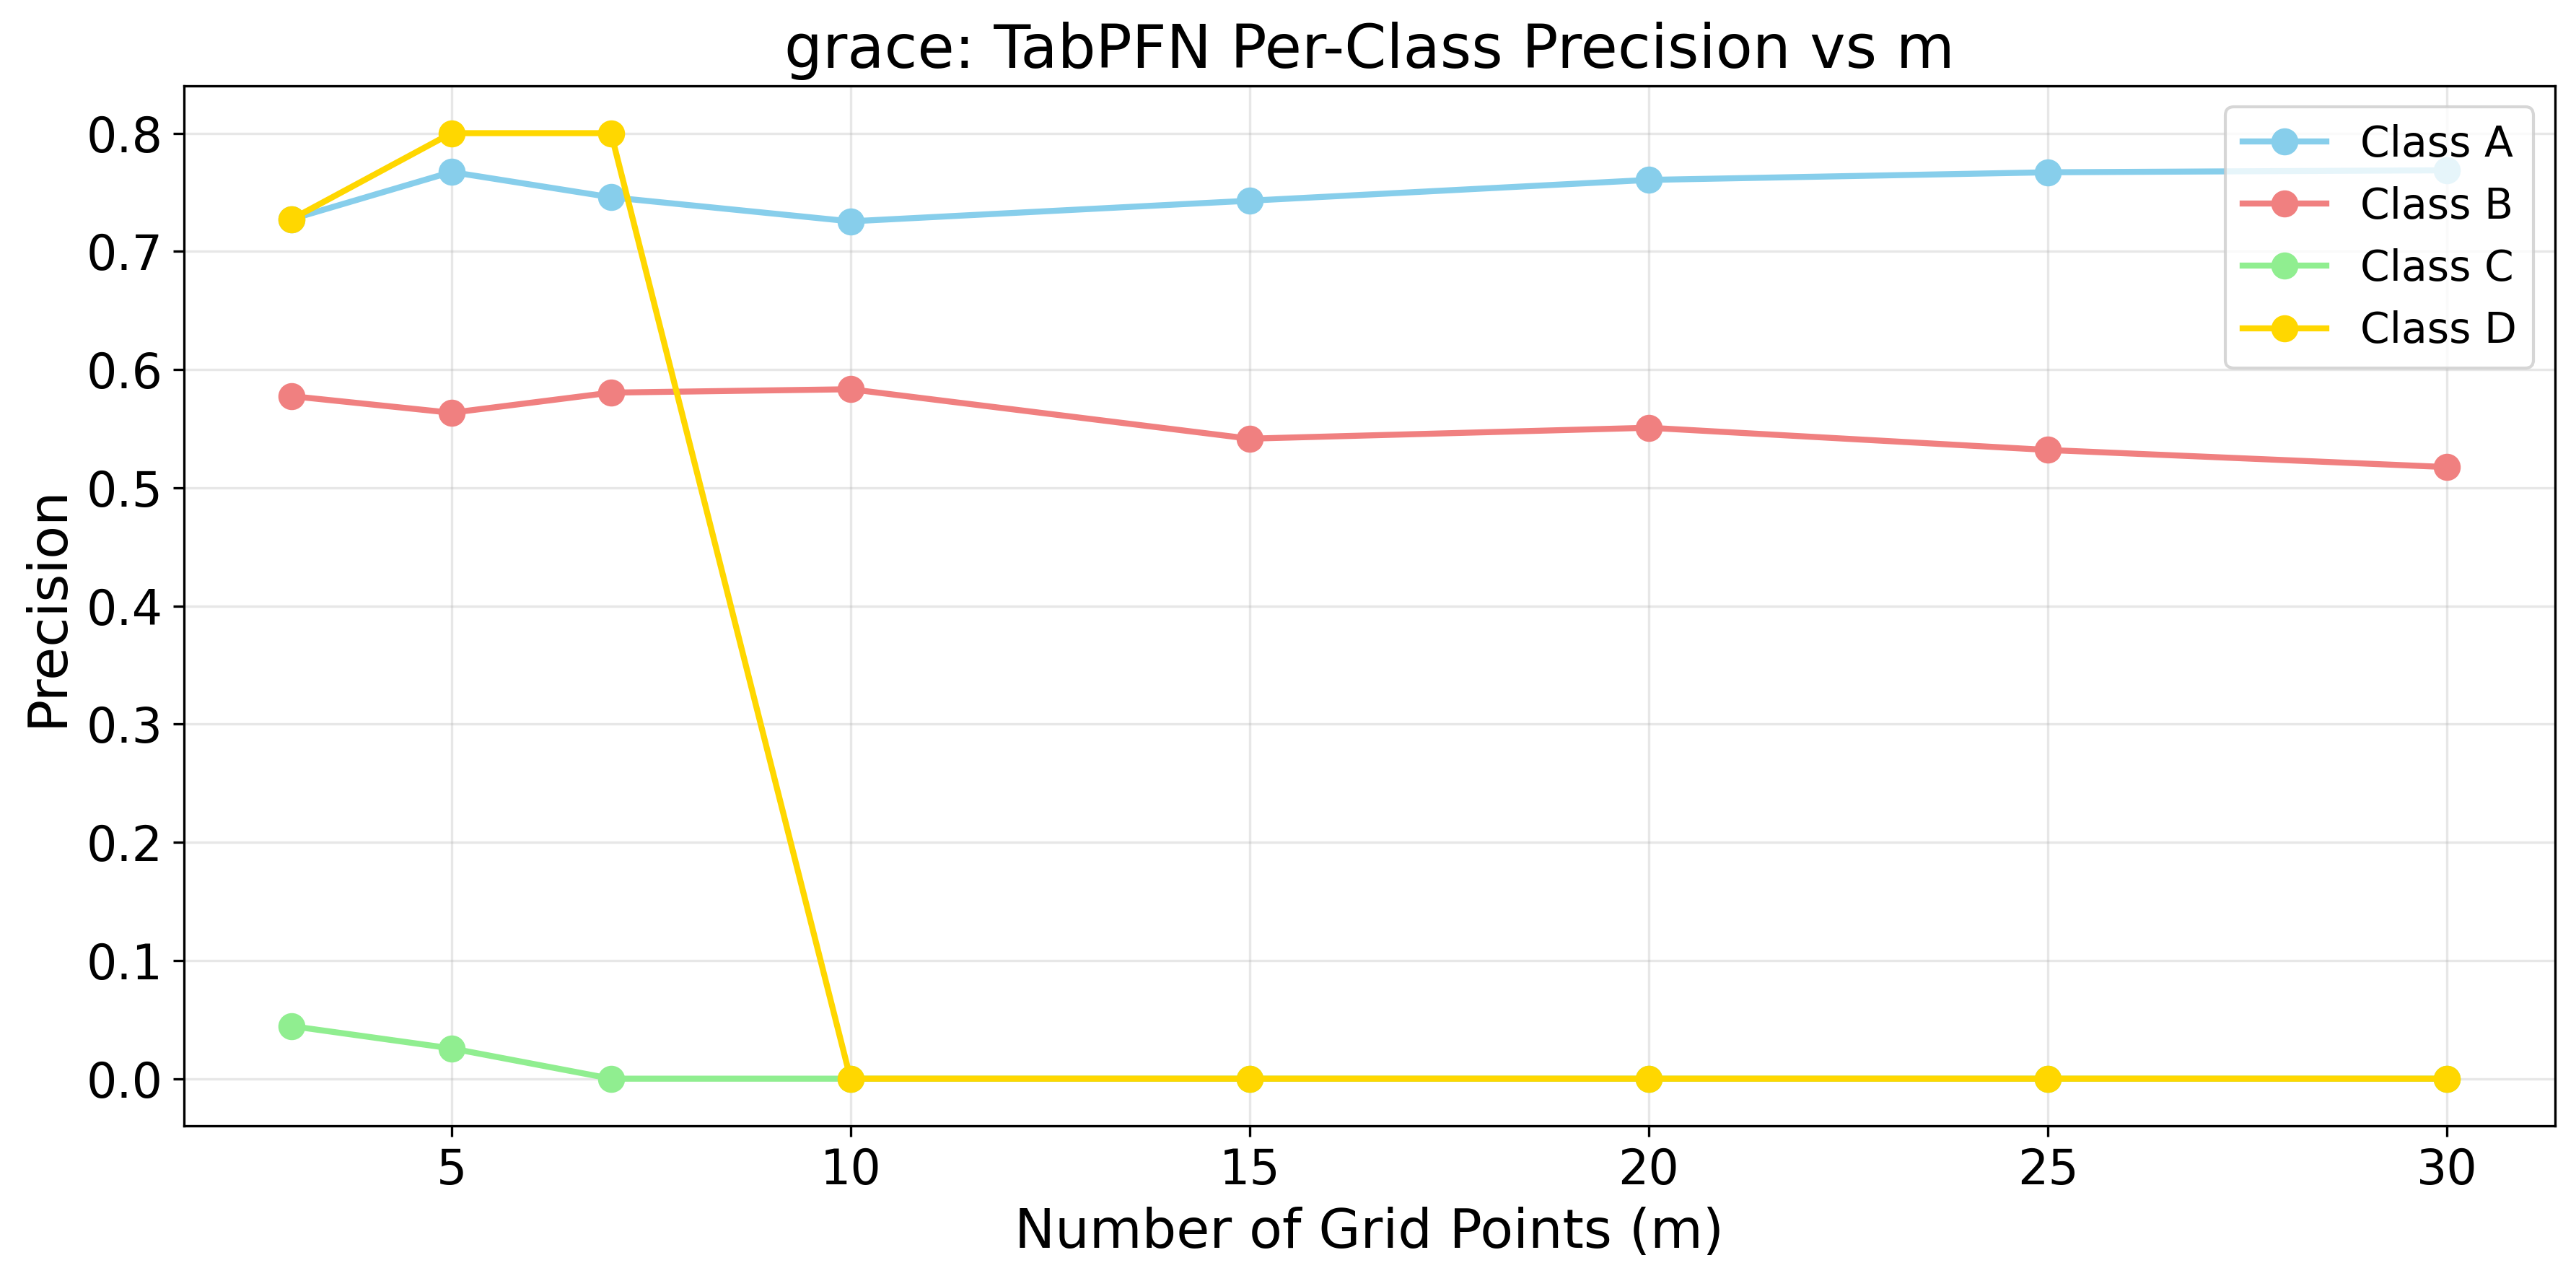 grace: TabPFN Per-Class Precision vs m
0.8
0.7
0.6
0.5
0.4
0.3
0.2
0.1
0.0
Precision
Class A
Class B
Class C
Class D
5 10 15 20 25 30
Number of Grid Points (m)